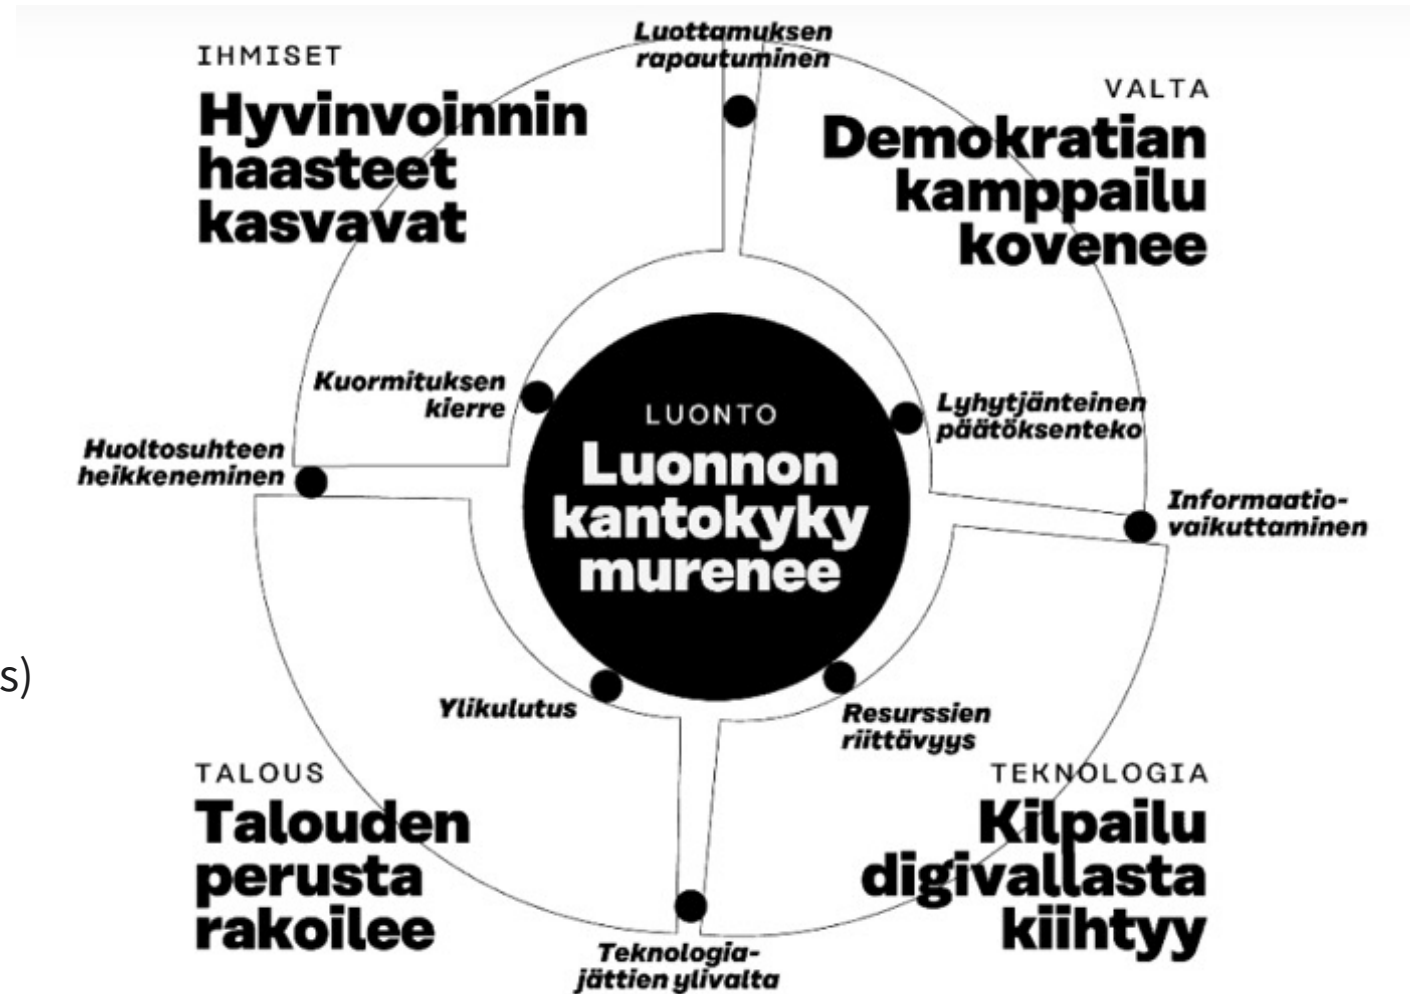 Luottamuksen
rapautuminen
IHMISET
Hyvinvoinnin
haasteet
kasvavat
VALTA
Demokratian
kamppailu
kovenee
Kuormituksen
kierre
Lyhytjänteinen
päätöksenteko
Huoltosuhteen
heikkeneminen
LUONTO
Luonnon
kantokyky
murenee
Informaatio-
vaikuttaminen
s)
Ylikulutus
Resurssien
riittävyys
TALOUS
Talouden
perusta
rakoilee
TEKNOLOGIA
Kilpailu
digivallasta
kiihtyy
Teknologia-
jättien ylivalta